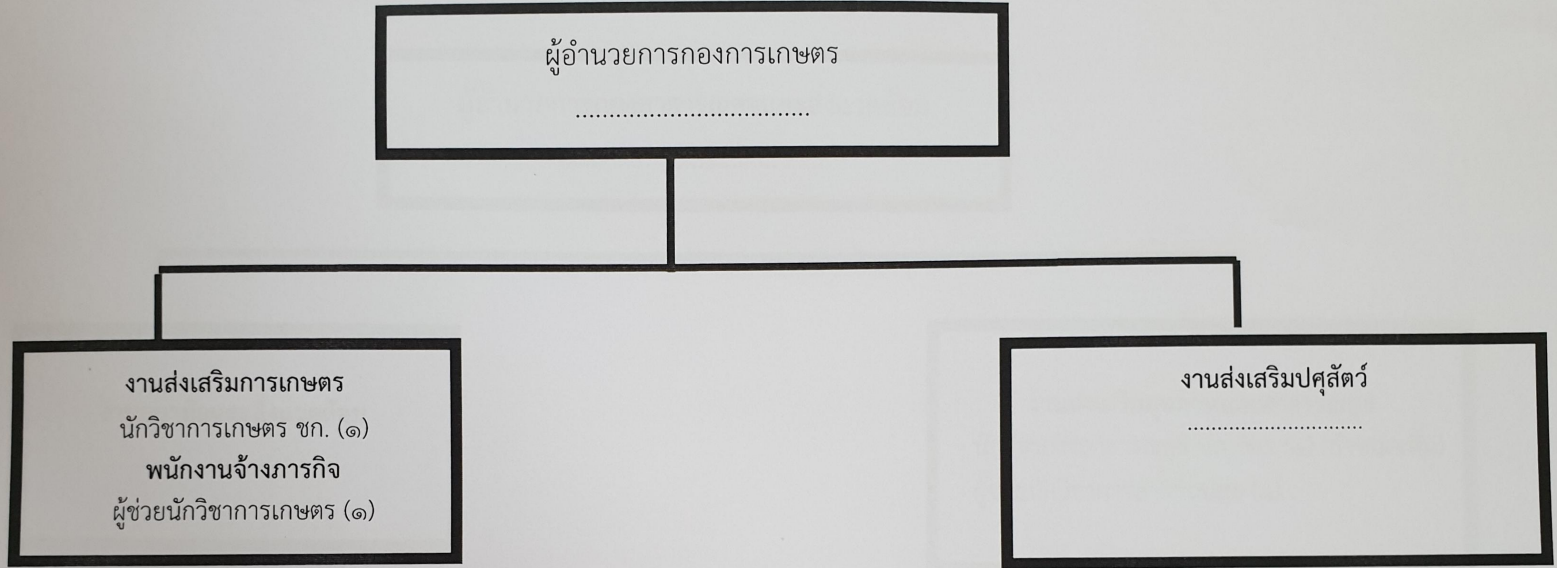 ผู้อำนวยการกองการเกษตร
...................................
งานส่งเสริมการเกษตร
นักวิชาการเกษตร ชก. (๑)
พนักงานจ้างภารกิจ
ผู้ช่วยนักวิชาการเกษตร (๑)
งานส่งเสริมปศุสัตว์
..............................